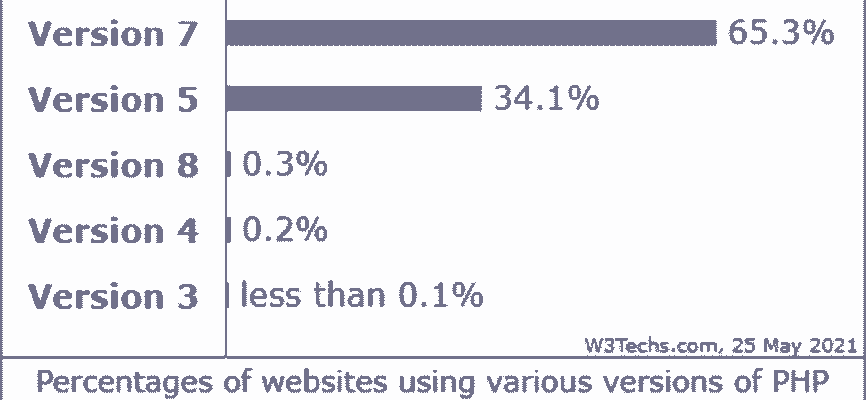 Version 7 65.3%
Version 5 34.1%
Version 8 0.3%
Version 4 0.2%
Version 3 less than 0.1%
W3Techs.com, 25 May 2021
Percentages of websites using various versions of PHP